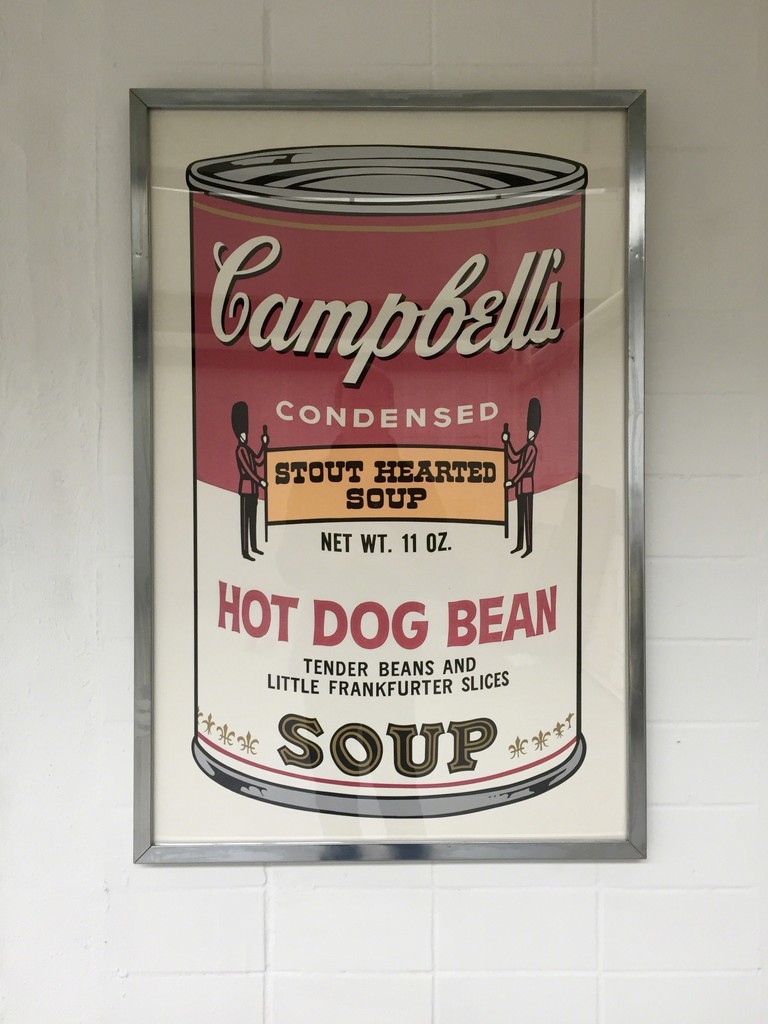 Campbell's
CONDENSED
STOUT HEARTED
SOUP
NET WT. 11 OZ.
HOT DOG BEAN
TENDER BEANS AND
LITTLE FRANKFURTER SLICES
SOUP